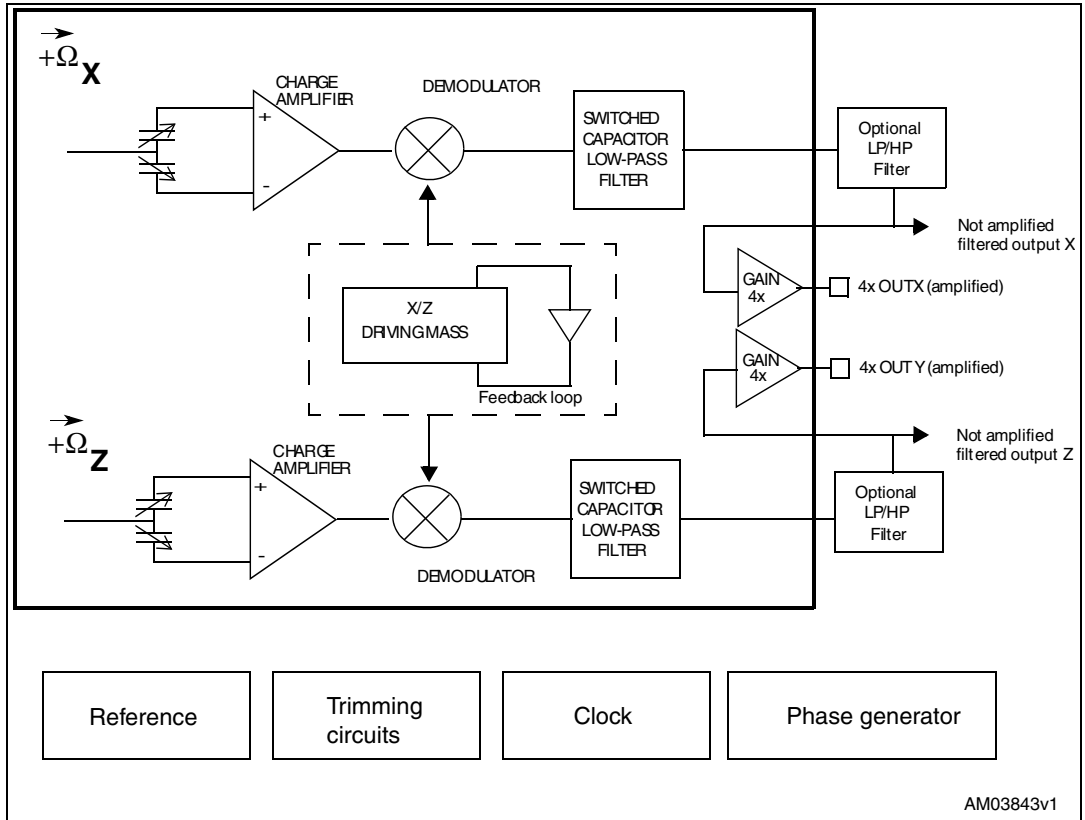 +Ω X
CHARGE
AMPLIFIER
DEMODULATOR
+
-
SWITCHED
CAPACITOR
LOW-PASS
FILTER
Optional
LP/HP
Filter
Not amplified
filtered output X
GAIN
4x
4x OUTX (amplified)
X/Z
DRIVING MASS
Feedback loop
GAIN
4x
4x OUTY (amplified)
Not amplified
filtered output Z
+Ω Z
CHARGE
AMPLIFIER
+
-
DEMODULATOR
SWITCHED
CAPACITOR
LOW-PASS
FILTER
Optional
LP/HP
Filter
Reference
Trimming
circuits
Clock
Phase generator
AM03843v1